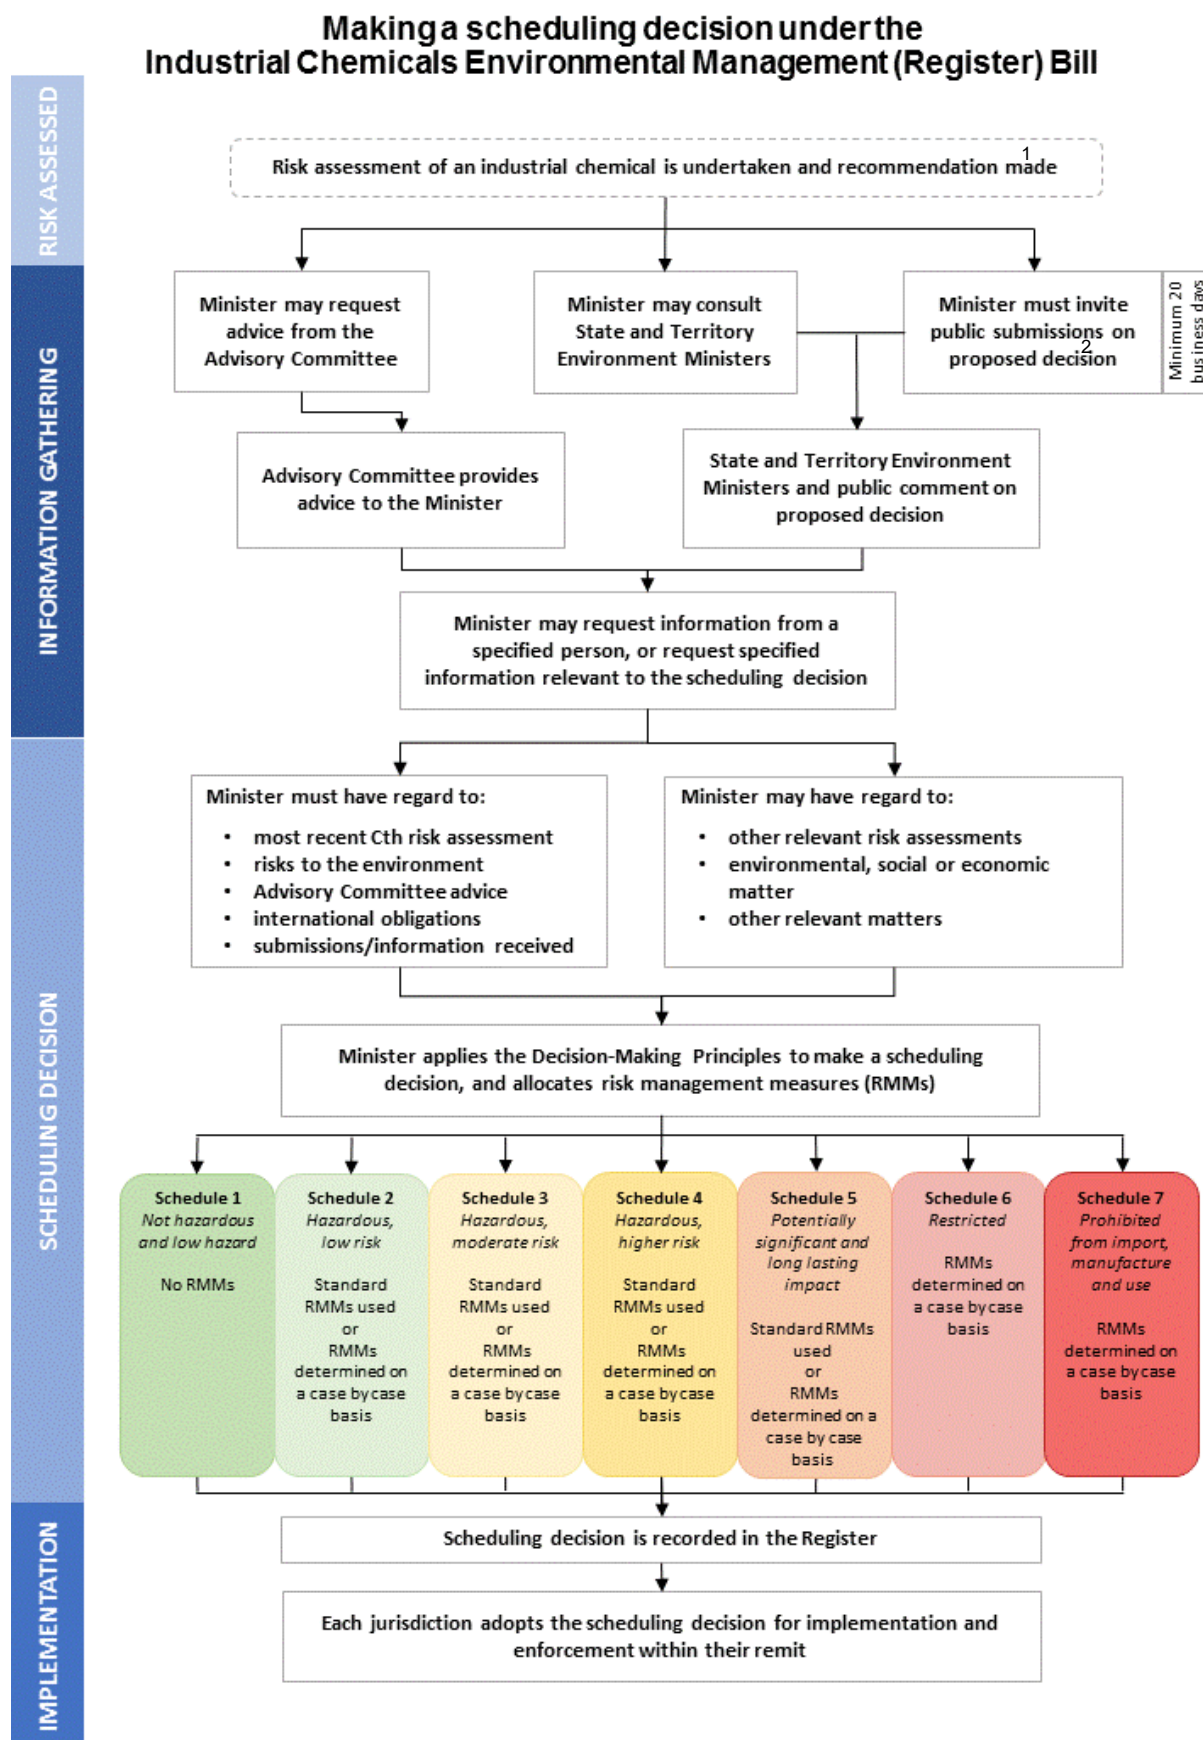 Making a scheduling decision under the
Industrial Chemicals Environmental Management (Register) Bill
RISK ASSESSED
Risk assessment of an industrial chemical is undertaken and recommendation made 1
INFORMATION GATHERING
Minister may request
advice from the
Advisory Committee
Minister may consult
State and Territory
Environment Ministers
Minister must invite
public submissions on
proposed decision 2
Minimum 20
business days
Advisory Committee provides
advice to the Minister
State and Territory Environment
Ministers and public comment on
proposed decision
Minister may request information from a
specified person, or request specified
information relevant to the scheduling decision
SCHEDULING DECISION
Minister must have regard to:
• most recent Cth risk assessment
• risks to the environment
• Advisory Committee advice
• international obligations
• submissions/information received
Minister may have regard to:
• other relevant risk assessments
• environmental, social or economic
matter
• other relevant matters
Minister applies the Decision-Making Principles to make a scheduling
decision, and allocates risk management measures (RMMs)
Schedule 1
Not hazardous
and low hazard
No RMMs
Schedule 2
Hazardous,
low risk
Standard
RMMs used
or
RMMs
determined on
a case by case
basis
Schedule 3
Hazardous,
moderate risk
Standard
RMMs used
or
RMMs
determined on
a case by case
basis
Schedule 4
Hazardous,
higher risk
Standard
RMMs used
or
RMMs
determined on
a case by case
basis
Schedule 5
Potentially
significant and
long lasting
impact
Standard RMMs
used
or
RMMs
determined on a
case by case
basis
Schedule 6
Restricted
RMMs
determined on
a case by case
basis
Schedule 7
Prohibited
from import,
manufacture
and use
RMMs
determined on
a case by case
basis
IMPLEMENTATION
Scheduling decision is recorded in the Register
Each jurisdiction adopts the scheduling decision for implementation and
enforcement within their remit